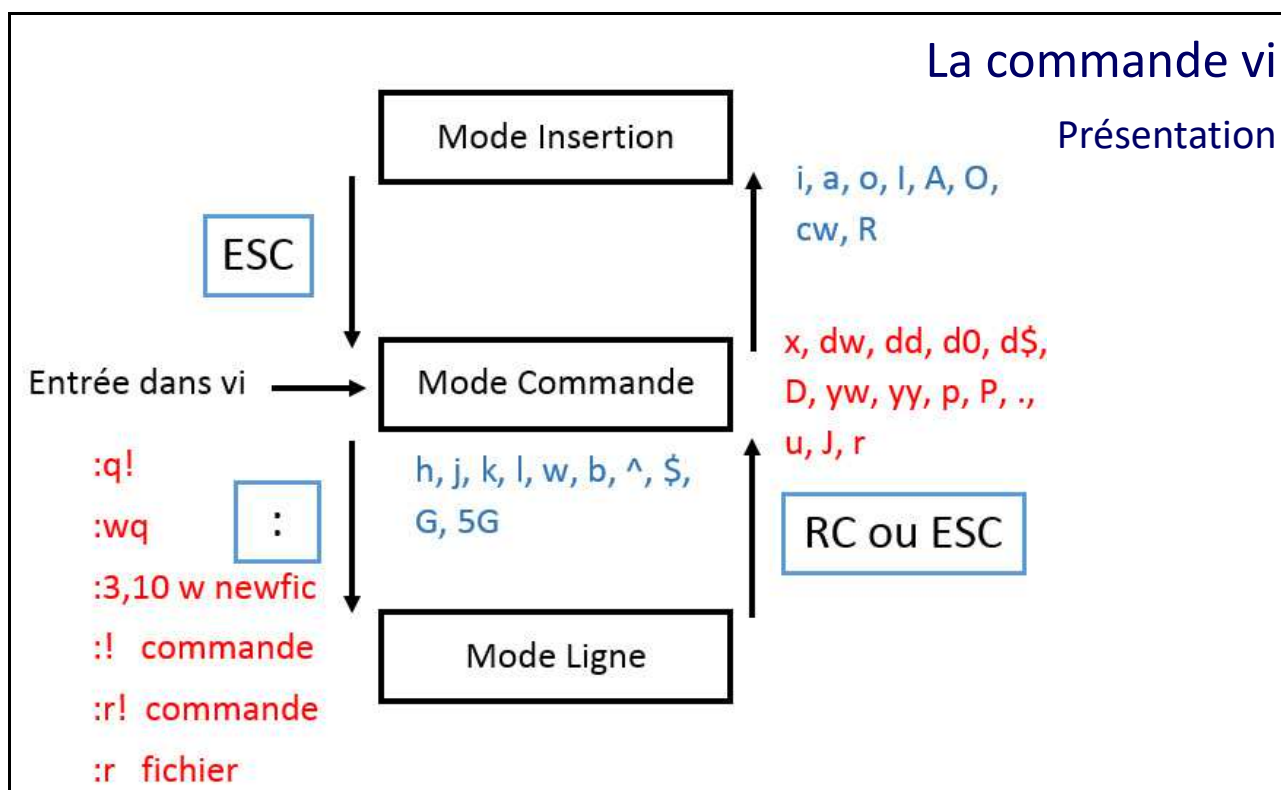 La commande vi
Présentation
Mode Insertion
i, a, o, I, A, O,
cw, R
ESC
x, dw, dd, d0, d$,
D, yw, yy, p, P, .,
u, J, r
Entrée dans vi
Mode Commande
:q!
:wq
:
:3,10 w newfic
:! commande
:r! commande
:r fichier
h, j, k, l, w, b, ^, $,
G, 5G
RC ou ESC
Mode Ligne